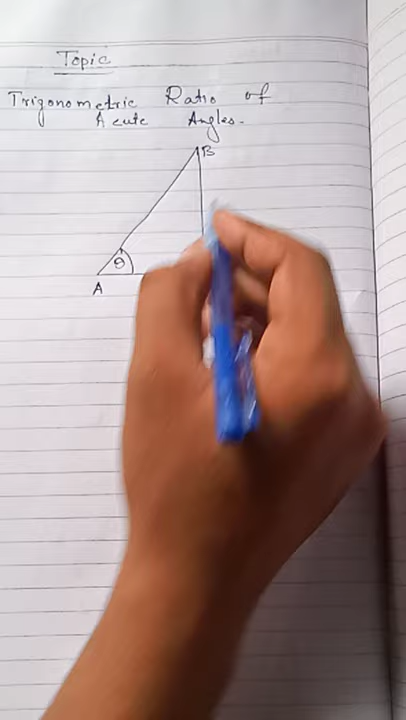 Topic
Trigonometric Ratio of
Acute Angles.
B
θ
A